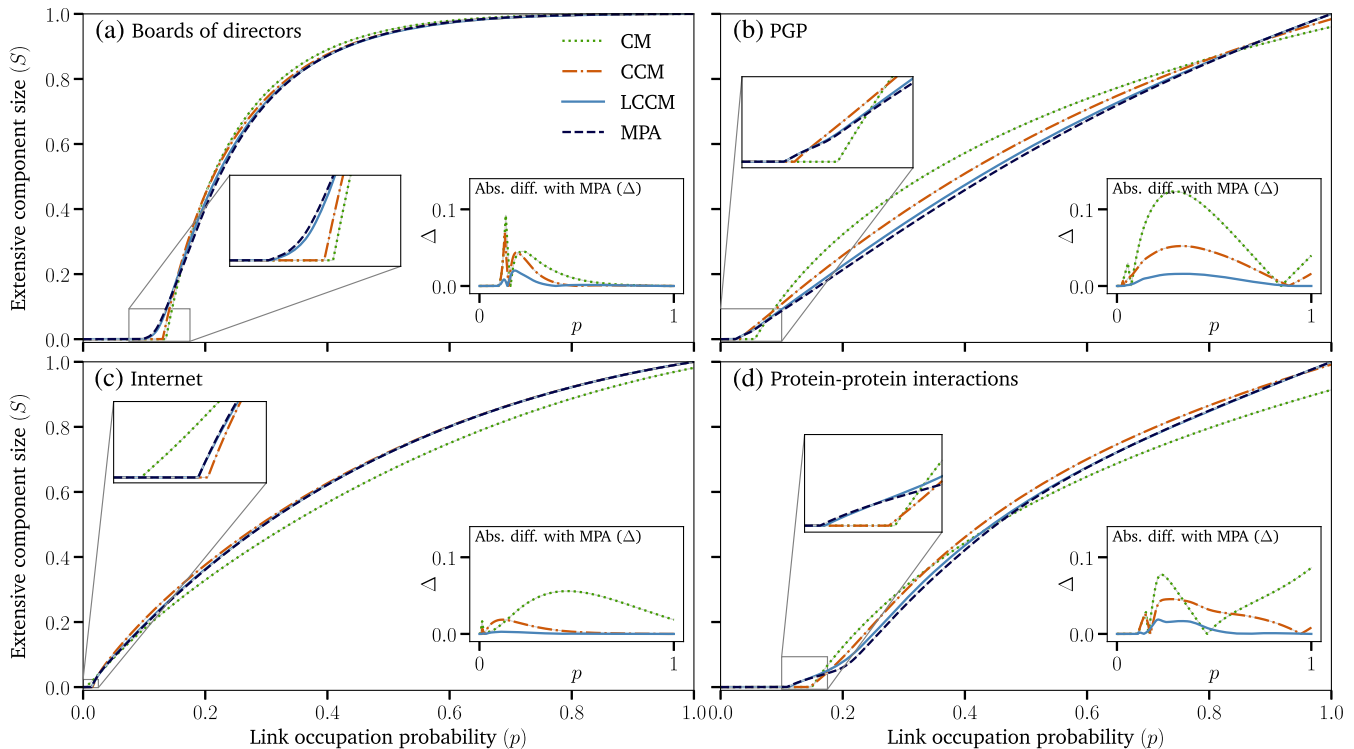 (a) Boards of directors
CM
CCM
LCCM
MPA
Abs. diff. with MPA (Δ)
0.1
Δ
0.0
0
1
p
Extensive component size (S)
1.0
0.8
0.6
0.4
0.2
0.0
(b) PGP
Abs. diff. with MPA (Δ)
0.1
Δ
0.0
0
1
p
(c) Internet
Abs. diff. with MPA (Δ)
0.1
Δ
0.0
0
1
p
Extensive component size (S)
1.0
0.8
0.6
0.4
0.2
0.0
0.0 0.2 0.4 0.6 0.8 1.0
Link occupation probability (p)
(d) Protein-protein interactions
Abs. diff. with MPA (Δ)
0.1
Δ
0.0
0
1
p
0.0 0.2 0.4 0.6 0.8 1.0
Link occupation probability (p)